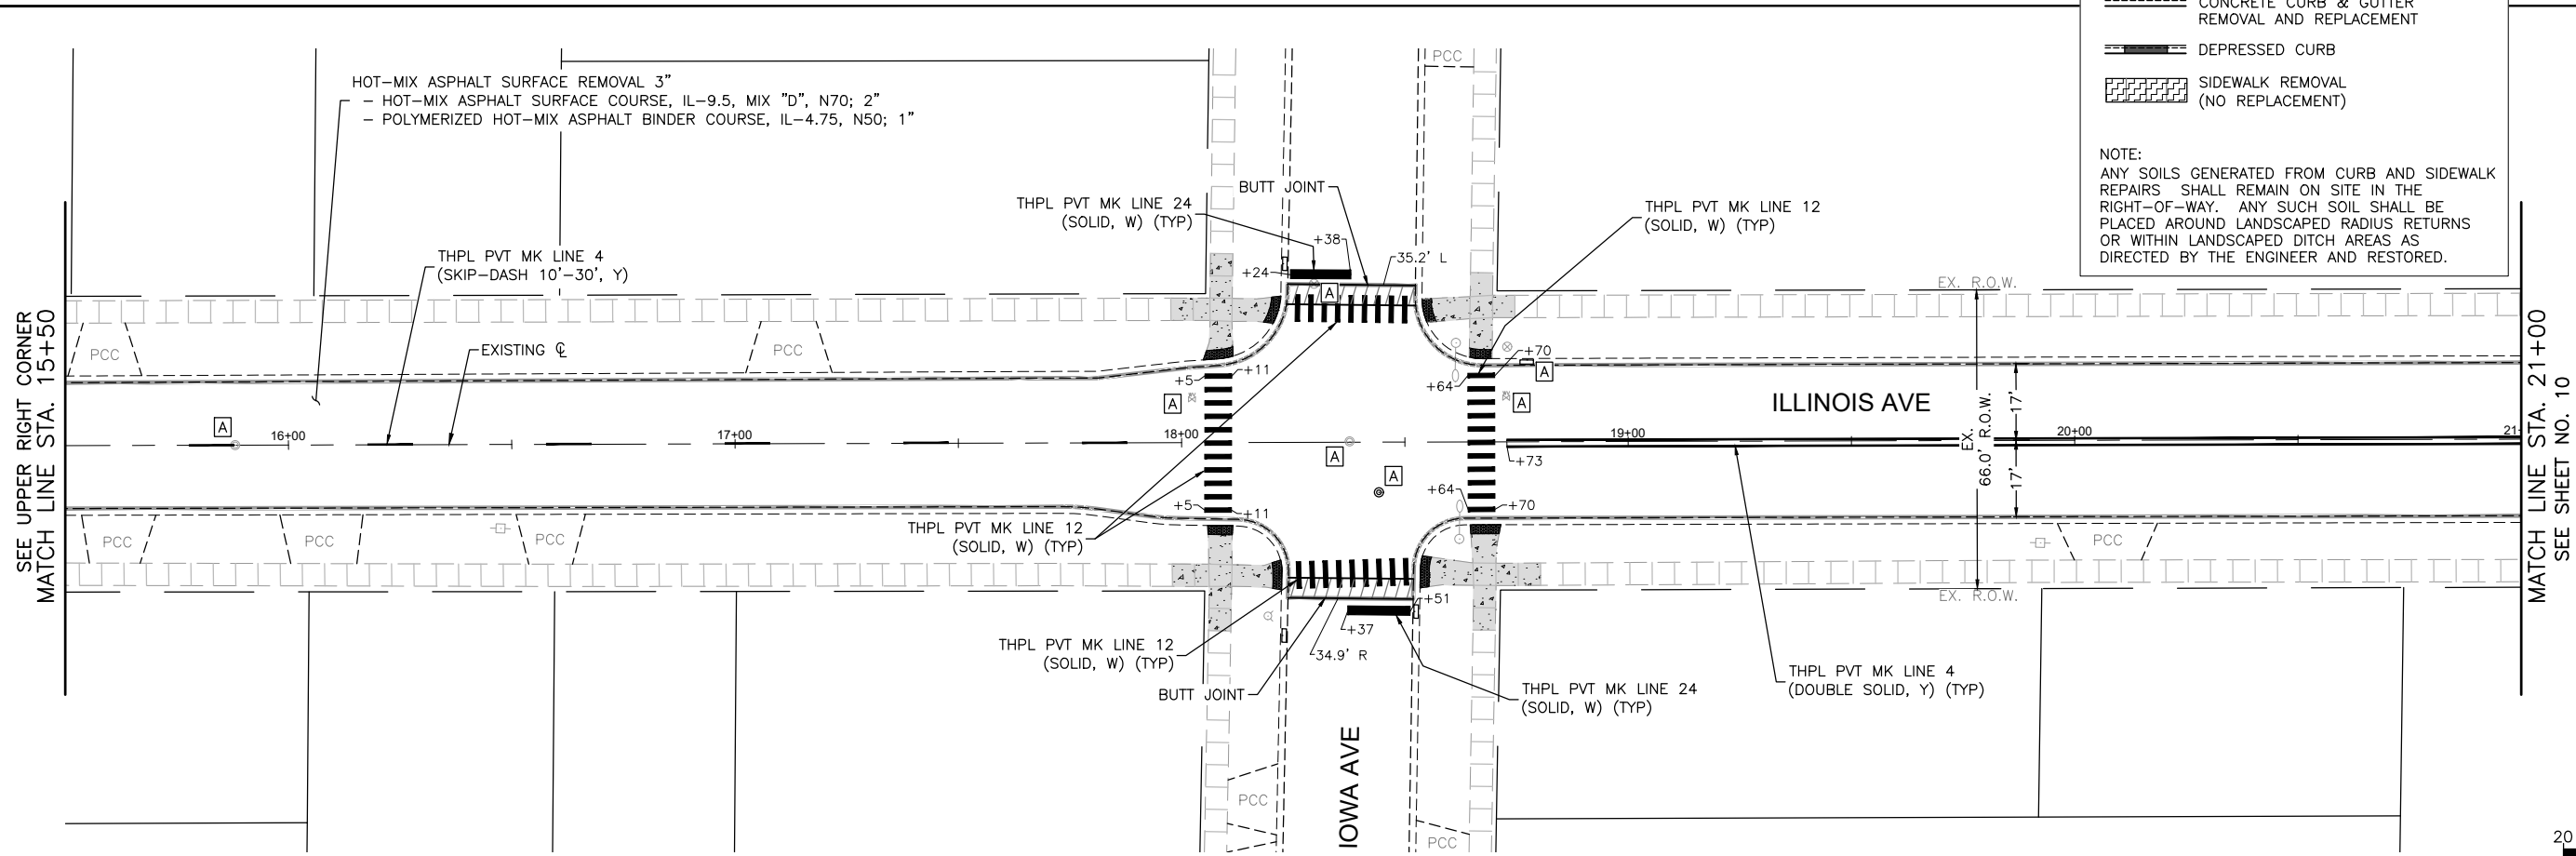 CONCRETE CURB & GUTTER
REMOVAL AND REPLACEMENT
DEPRESSED CURB
SIDEWALK REMOVAL
(NO REPLACEMENT)
NOTE:
ANY SOILS GENERATED FROM CURB AND SIDEWALK
REPAIRS SHALL REMAIN ON SITE IN THE
RIGHT-OF-WAY. ANY SUCH SOIL SHALL BE
PLACED AROUND LANDSCAPED RADIUS RETURNS
OR WITHIN LANDSCAPED DITCH AREAS AS
DIRECTED BY THE ENGINEER AND RESTORED.
HOT-MIX ASPHALT SURFACE REMOVAL 3"
- HOT-MIX ASPHALT SURFACE COURSE, IL-9.5, MIX "D", N70; 2"
- POLYMERIZED HOT-MIX ASPHALT BINDER COURSE, IL-4.75, N50; 1"
PCC
BUTT JOINT
THPL PVT MK LINE 24
(SOLID, W) (TYP)
THPL PVT MK LINE 12
(SOLID, W) (TYP)
+38
35.2' L
+24
A
THPL PVT MK LINE 4
(SKIP-DASH 10'-30', Y)
EX. R.O.W.
SEE UPPER RIGHT CORNER
MATCH LINE STA. 15+50
PCC
EXISTING ℄
PCC
+5
+11
+70
+64
A
A
A
A
ILLINOIS AVE
EX.
66.0' R.O.W.
17'
17'
16+00
17+00
18+00
19+00
20+00
21
+73
A
A
+5
+11
+64
+70
THPL PVT MK LINE 12
(SOLID, W) (TYP)
PCC
PCC
PCC
PCC
EX. R.O.W.
MATCH LINE STA. 21+00
SEE SHEET NO. 10
+51
+37
34.9' R
THPL PVT MK LINE 12
(SOLID, W) (TYP)
BUTT JOINT
THPL PVT MK LINE 24
(SOLID, W) (TYP)
THPL PVT MK LINE 4
(DOUBLE SOLID, Y) (TYP)
IOWA AVE
PCC
PCC
20